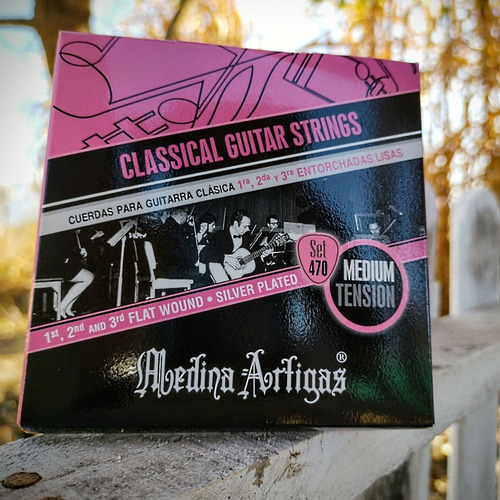 CLASSICAL GUITAR STRINGS
CUERDAS PARA GUITARRA CLÁSICA 1ra, 2da Y 3ra ENTORCHADAS LISAS
Set
470
MEDIUM
TENSION
1st, 2nd AND 3rd FLAT WOUND • SILVER PLATED
Medina Artigas®